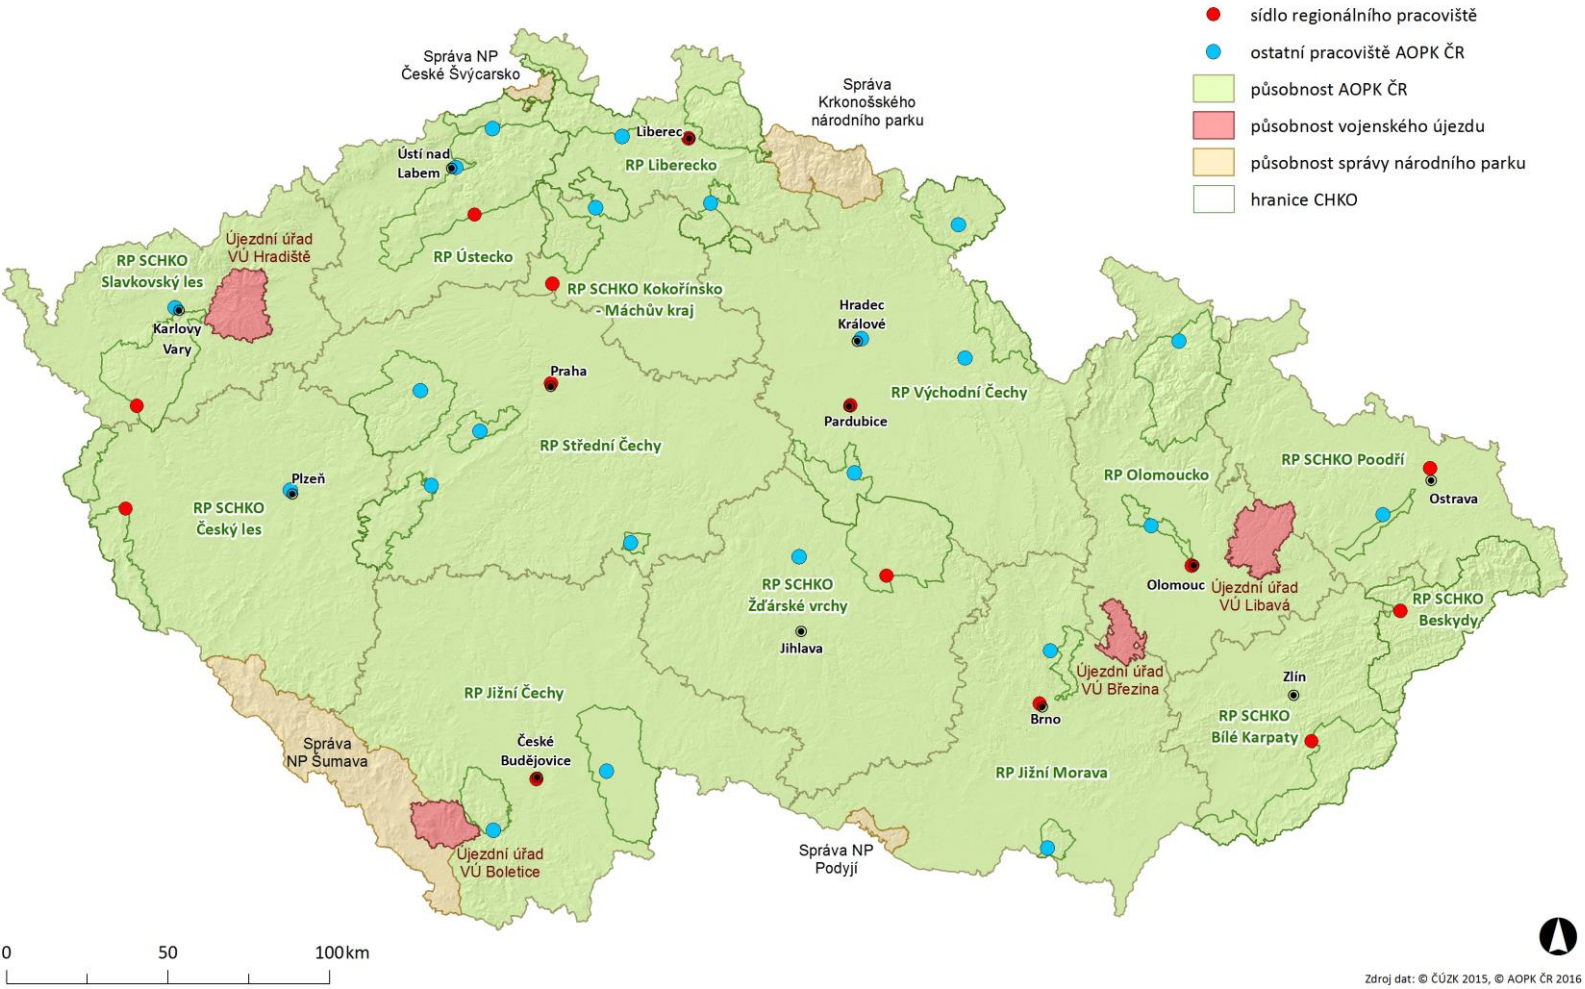 sídlo regionálního pracoviště
ostatní pracoviště AOPK ČR
působnost AOPK ČR
působnost vojenského újezdu
působnost správy národního parku
hranice CHKO
Správa NP
České Švýcarsko
Správa
Krkonošského
národního parku
Liberec
RP Liberecko
Ústí nad
Labem
Újezdní úřad
VÚ Hradiště
RP SCHKO
Slavkovský les
RP Ústecko
RP SCHKO Kokořínsko
- Máchův kraj
Karlovy
Vary
Hradec
Králové
Praha
RP Východní Čechy
Pardubice
RP Střední Čechy
RP SCHKO Poodří
RP Olomoucko
Ostrava
Plzeň
RP SCHKO
Český les
Olomouc
Újezdní úřad
VÚ Libavá
RP SCHKO
Žďárské vrchy
RP SCHKO
Beskydy
Jihlava
Újezdní úřad
VÚ Březina
Zlín
RP Jižní Čechy
Brno
RP SCHKO
Bílé Karpaty
Správa
NP Šumava
České
Budějovice
RP Jižní Morava
Újezdní úřad
VÚ Boletice
Správa NP
Podyjí
0 50 100km
Zdroj dat: © ČÚZK 2015, © AOPK ČR 2016